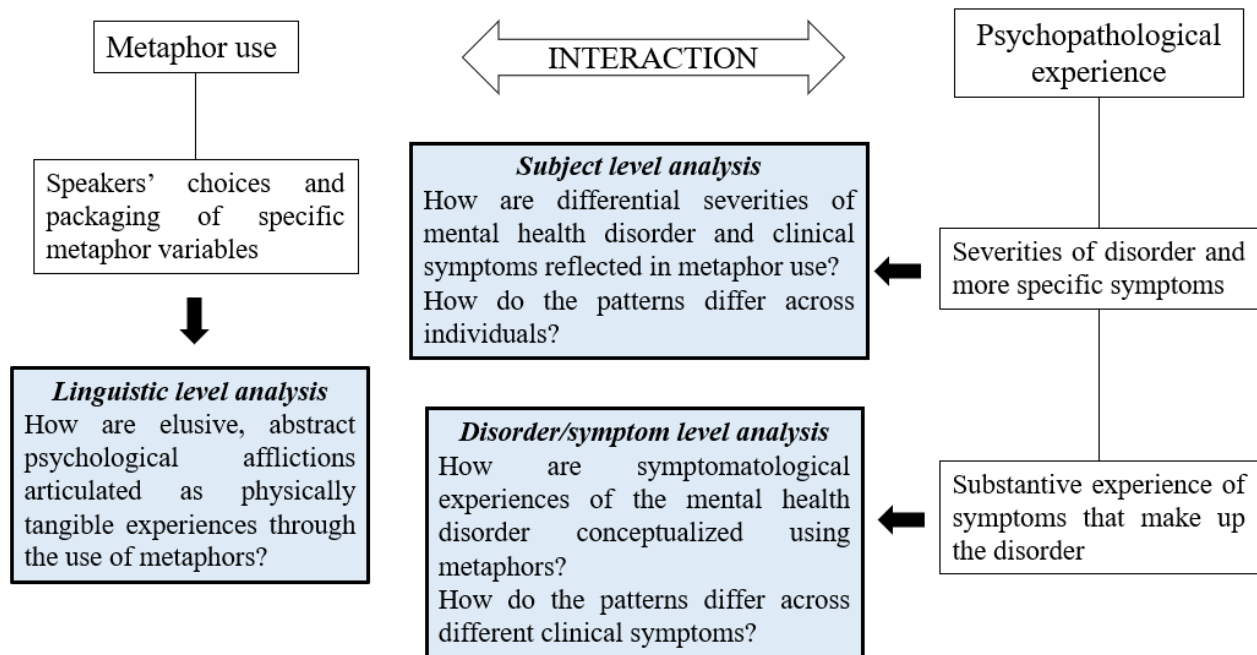 Metaphor use
INTERACTION
Psychopathological
experience
Speakers’ choices and
packaging of specific
metaphor variables
Subject level analysis
How are differential severities of
mental health disorder and clinical
symptoms reflected in metaphor use?
How do the patterns differ across
individuals?
Severities of disorder and
more specific symptoms
Linguistic level analysis
How are elusive, abstract
psychological afflictions
articulated as physically
tangible experiences through
the use of metaphors?
Disorder/symptom level analysis
How are symptomatological
experiences of the mental health
disorder conceptualized using
metaphors?
How do the patterns differ across
different clinical symptoms?
Substantive experience of
symptoms that make up
the disorder